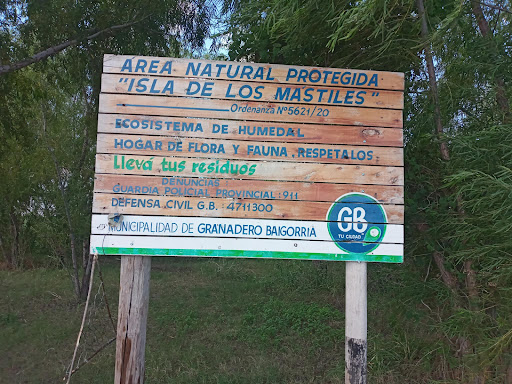 AREA NATURAL PROTEGIDA
"ISLA DE LOS MASTILES"
Ordenanza Nº5621/20
ECOSISTEMA DE HUMEDAL
HOGAR DE FLORA Y FAUNA. RESPETALOS.
Llevá tus residuos
DENUNCIAS
GUARDIA POLICIAL PROVINCIAL: 911
DEFENSA CIVIL G.B.: 4711300
MUNICIPALIDAD DE GRANADERO BAIGORRIA
GB
TU CIUDAD